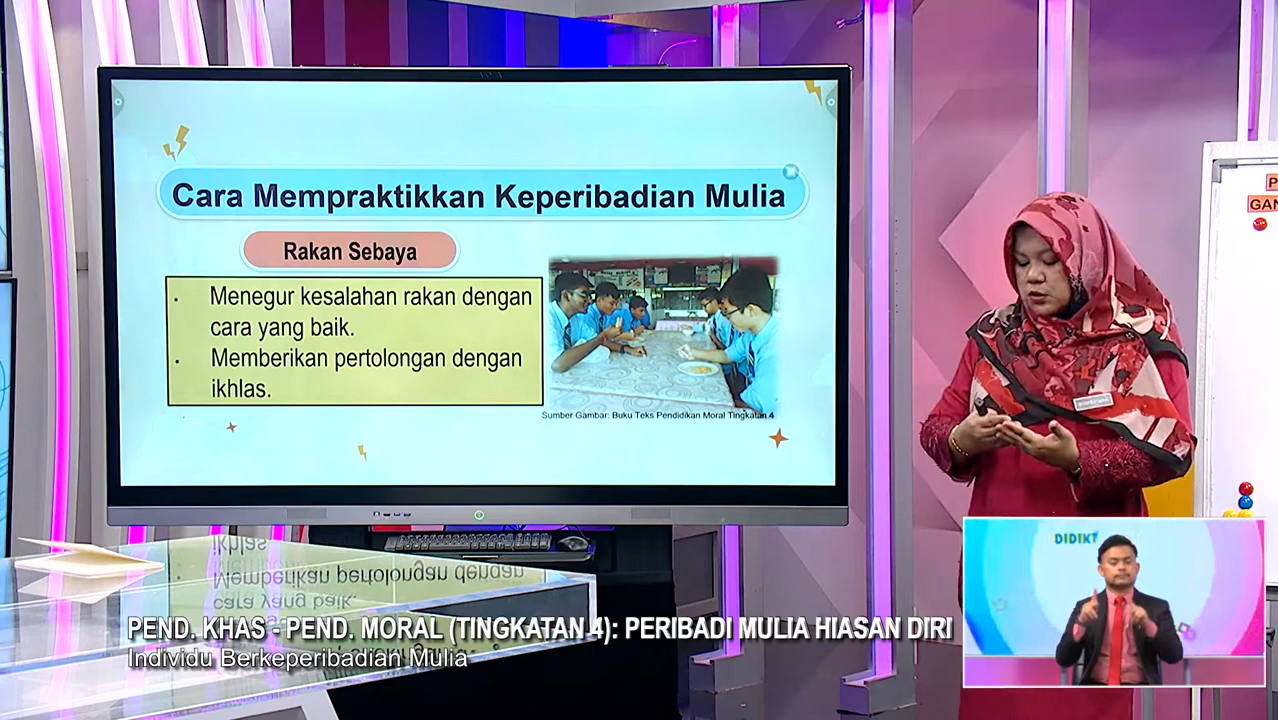 Cara Mempraktikkan Keperibadian Mulia
Rakan Sebaya
• Menegur kesalahan rakan dengan
cara yang baik.
• Memberikan pertolongan dengan
ikhlas.
Sumber Gambar: Buku Teks Pendidikan Moral Tingkatan 4
PEND. KHAS - PEND. MORAL (TINGKATAN 4): PERIBADI MULIA HIASAN DIRI
Individu Berkeperibadian Mulia
DIDIKT
P
GAN